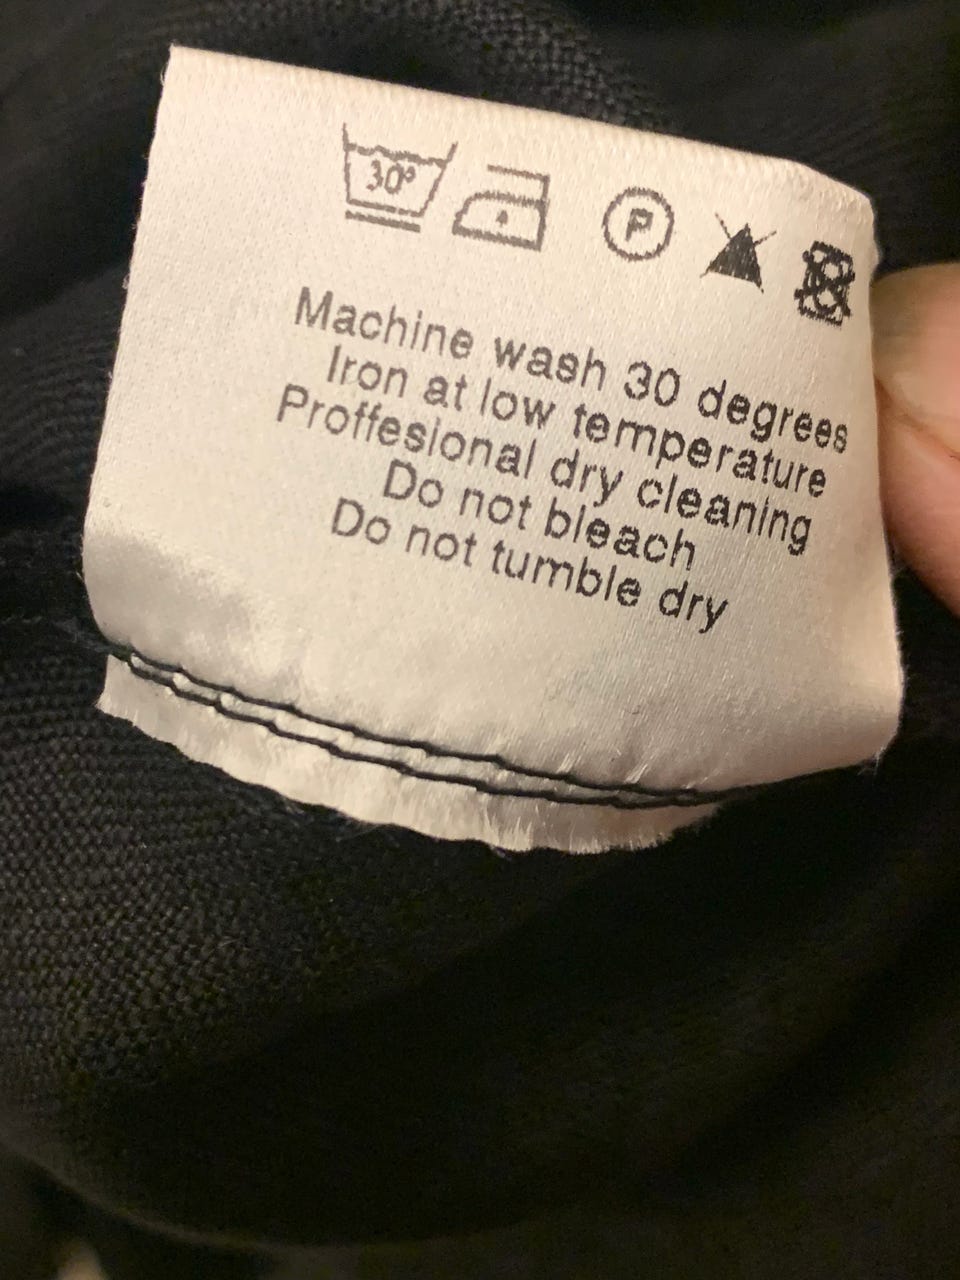 30°
P
Machine wash 30 degrees
Iron at low temperature
Proffesional dry cleaning
Do not bleach
Do not tumble dry